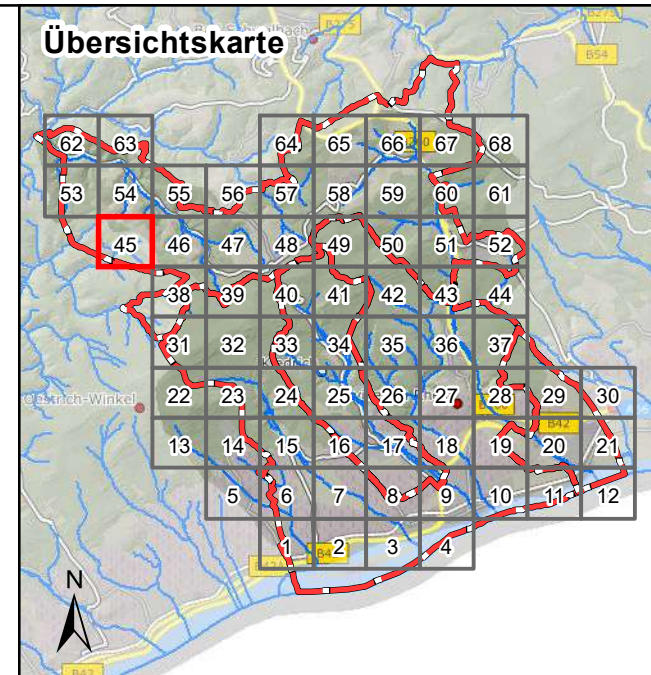 Übersichtskarte
B275
B54
62 63 64 65 66 67 68
53 54 55 56 57 58 59 60 61
45 46 47 48 49 50 51 52
38 39 40 41 42 43 44
31 32 33 34 35 36 37
22 23 24 25 26 27 28 29 30
B42
13 14 15 16 17 18 19 20 21
5 6 7 8 9 10 11 12
1 2 3 4
N
B42